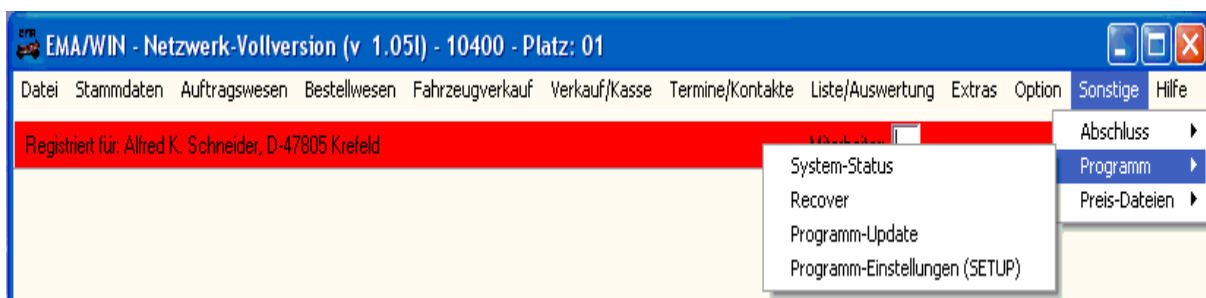 EMA/WIN - Netzwerk-Vollversion (v 1.05l) - 10400 - Platz: 01
Datei Stammdaten Auftragswesen Bestellwesen Fahrzeugverkauf Verkauf/Kasse Termine/Kontakte Liste/Auswertung Extras Option Sonstige Hilfe
Registriert für: Alfred K. Schneider, D-47805 Krefeld
Abschluss
Programm
Preis-Dateien
System-Status
Recover
Programm-Update
Programm-Einstellungen (SETUP)